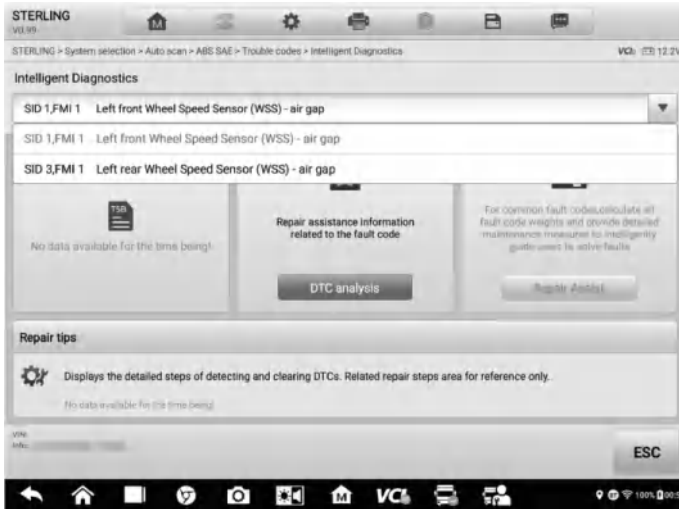 STERLING
V0.99
STERLING > System selection > Auto scan > ABS SAE > Trouble codes > Intelligent Diagnostics
VCI: 12.2V
Intelligent Diagnostics
SID 1,FMI 1 Left front Wheel Speed Sensor (WSS) - air gap
SID 1,FMI 1 Left front Wheel Speed Sensor (WSS) - air gap
SID 3,FMI 1 Left rear Wheel Speed Sensor (WSS) - air gap
TSB
No data available for the time being!
Repair assistance information
related to the fault code
DTC analysis
For common fault codes,calculate all
fault code weights and provide detailed
maintenance measures to intelligently
guide users to solve faults
Repair Assist
Repair tips
Displays the detailed steps of detecting and clearing DTCs. Related repair steps area for reference only.
No data available for the time being!
VIN:
Info:
ESC
M VCI
100%